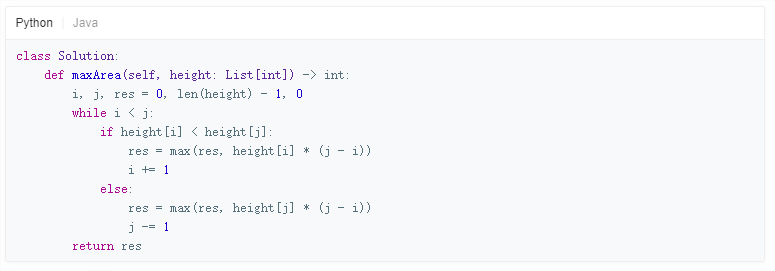 Python | Java
class Solution:
    def maxArea(self, height: List[int]) -> int:
        i, j, res = 0, len(height) - 1, 0
        while i < j:
            if height[i] < height[j]:
                res = max(res, height[i] * (j - i))
                i += 1
            else:
                res = max(res, height[j] * (j - i))
                j -= 1
        return res